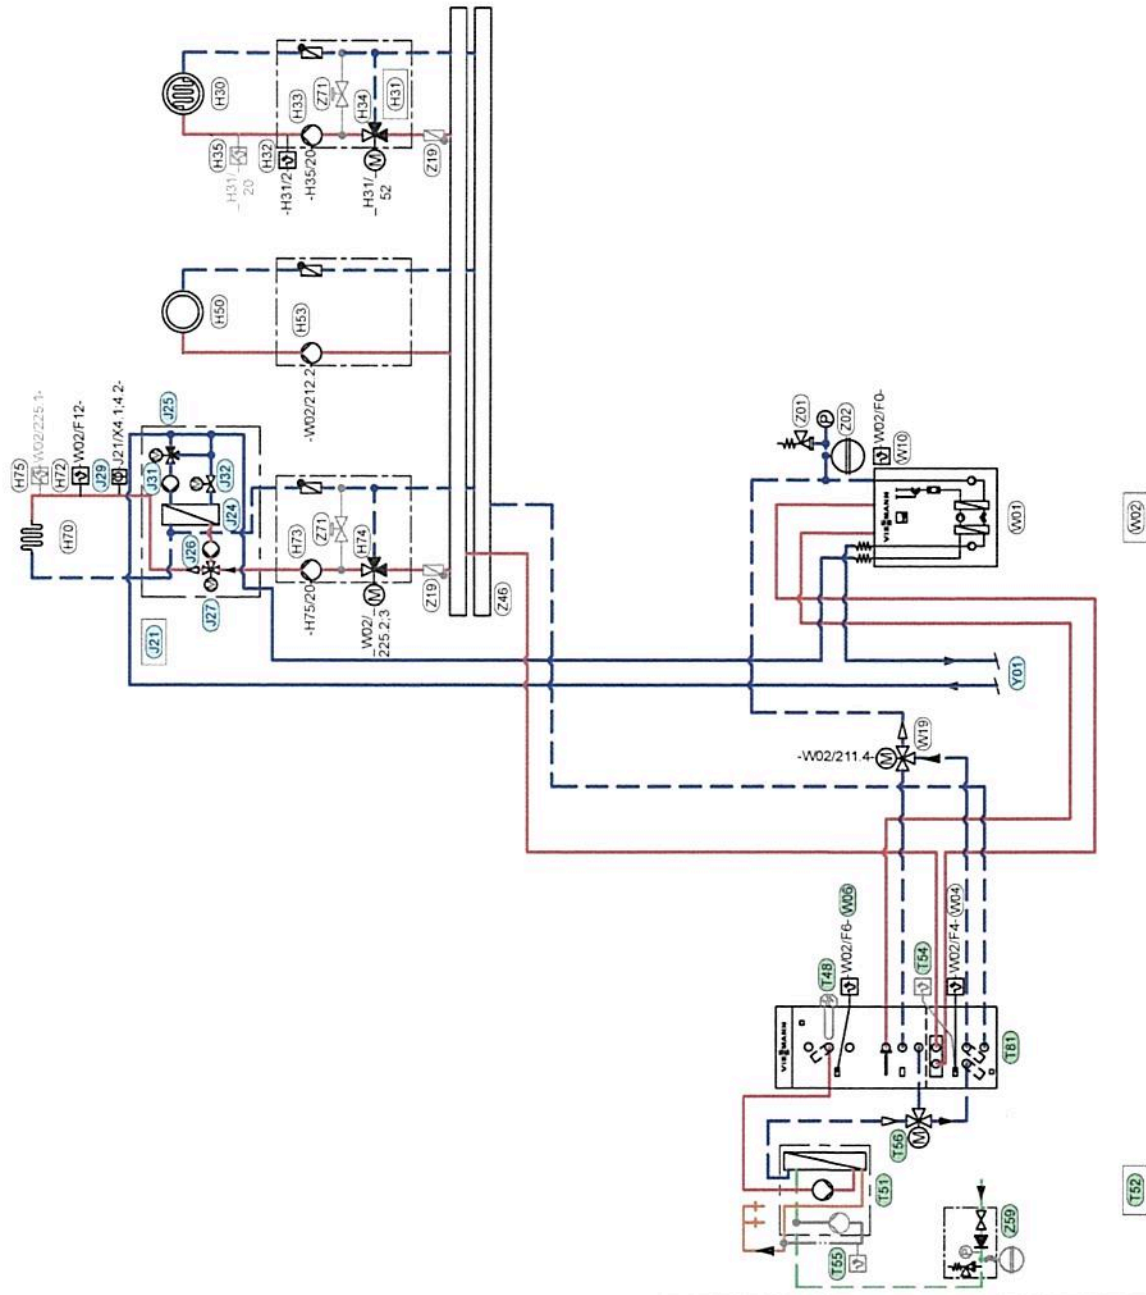 H30
H35
-H31/
20
H32
-H31/2
H33
-H35/20
Z71
H34
H31
-H31/
52
Z19
H50
H53
-W02/212.2-
H75
W02/225.1-
H72
W02/F12-
J29
J21/X4.1;4.2-
H70
J25
J31
J32
J24
J26
J27
J21
H73
-H75/20
Z71
H74
W02/
225.2;3
Z19
Z46
Z01
P
Z02
W02/F0-
W10
VIESMANN
W01
W02
Y01
-W02/211.4-
M
W19
T48
W02/F6-
W06
T54
W02/F4-
W04
VIESMANN
T81
T56
M
T51
T55
P
Z59
T52
M
M